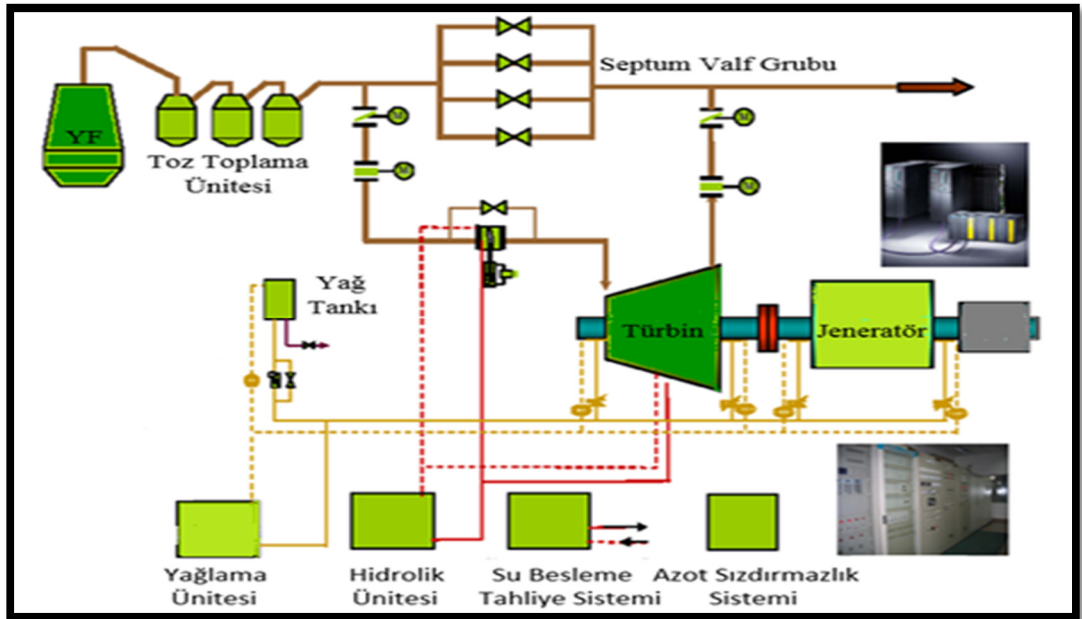 Septum Valf Grubu
YF
Toz Toplama
Ünitesi
Yağ
Tankı
Türbin
Jeneratör
Yağlama
Ünitesi
Hidrolik
Ünitesi
Su Besleme
Tahliye Sistemi
Azot Sızdırmazlık
Sistemi